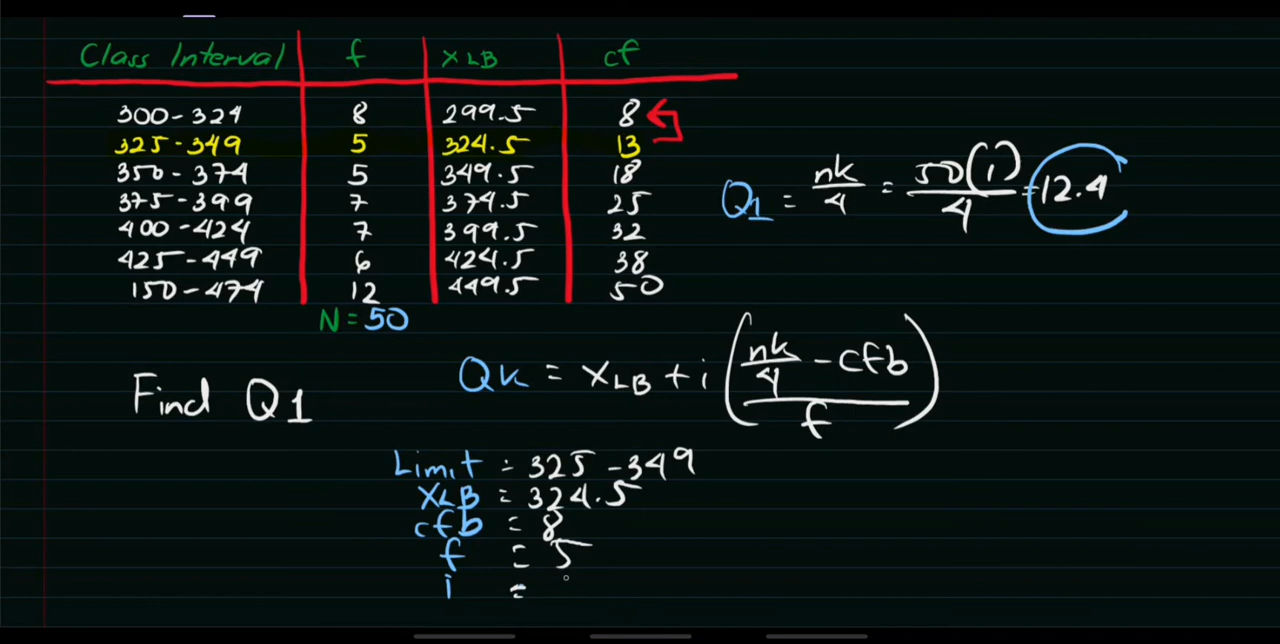 Class Interval f XLB cf
300-324 8 299.5 8
325-349 5 324.5 13
350-374 5 349.5 18
375-399 7 374.5 25
400-424 7 399.5 32
425-449 6 424.5 38
150-474 12 449.5 50
N=50
Q1 = nk/4 = 50(1)/4 = 12.4
Find Q1
Qk = XLB + i (nk/4 - cfb / f)
Limit = 325-349
XLB = 324.5
cfb = 8
f = 5
i =